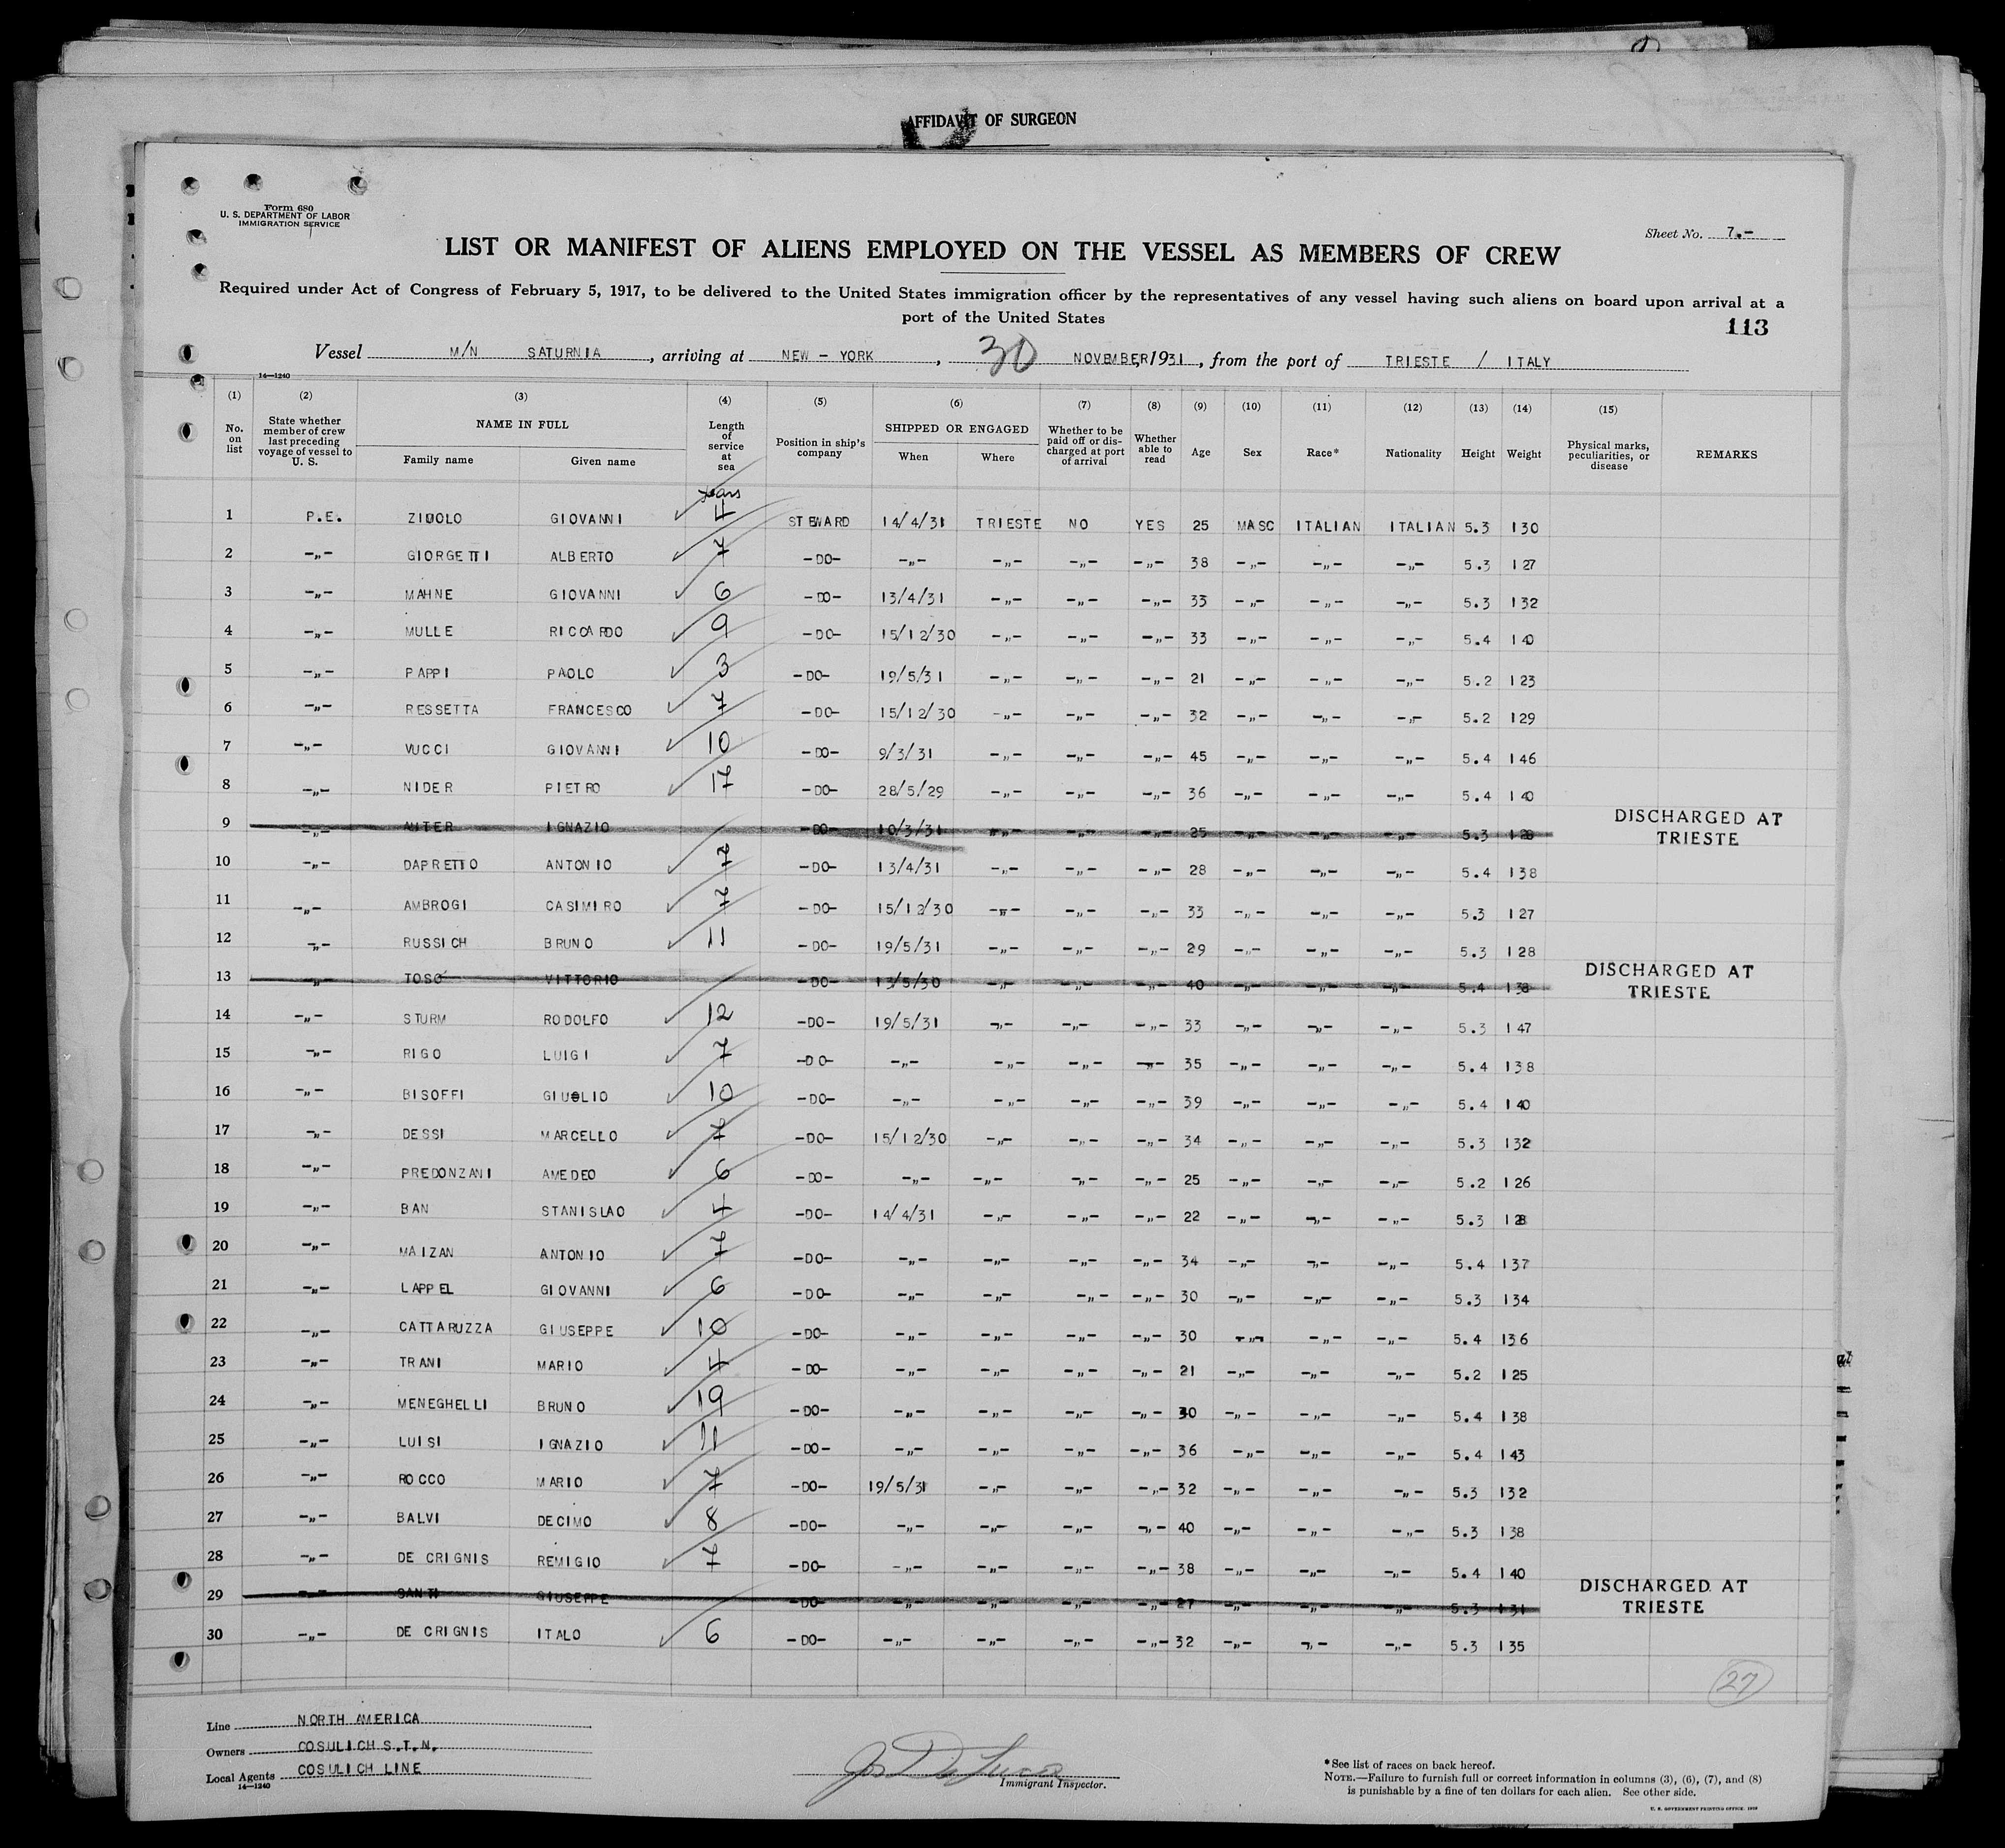 AFFIDAVIT OF SURGEON
Form 680
U. S. DEPARTMENT OF LABOR
IMMIGRATION SERVICE
Sheet No. 7.-
LIST OR MANIFEST OF ALIENS EMPLOYED ON THE VESSEL AS MEMBERS OF CREW
Required under Act of Congress of February 5, 1917, to be delivered to the United States immigration officer by the representatives of any vessel having such aliens on board upon arrival at a
port of the United States
113
Vessel M/N SATURNIA, arriving at NEW - YORK, 30 NOVEMBER, 1931, from the port of TRIESTE / ITALY
14—1240
(1) (2) (3) (4) (5) (6) (7) (8) (9) (10) (11) (12) (13) (14) (15)
No. on list State whether member of crew last preceding voyage of vessel to U. S. NAME IN FULL Family name Given name Length of service at sea Position in ship's company SHIPPED OR ENGAGED When Where Whether to be paid off or discharged at port of arrival Whether able to read Age Sex Race* Nationality Height Weight Physical marks, peculiarities, or disease REMARKS
years
1 P.E. ZIDOLO GIOVANNI 4 STEWARD 14/4/31 TRIESTE NO YES 25 MASC ITALIAN ITALIAN 5.3 130
2 -„- GIORGETTI ALBERTO 7 -DO- -„- -„- -„- -„- 38 -„- -„- -„- 5.3 127
3 -„- MAHNE GIOVANNI 6 -DO- 13/4/31 -„- -„- -„- 33 -„- -„- -„- 5.3 132
4 -„- MULLE RICCARDO 9 -DO- 15/12/30 -„- -„- -„- 33 -„- -„- -„- 5.4 140
5 -„- PAPPI PAOLO 3 -DO- 19/5/31 -„- -„- -„- 21 -„- -„- -„- 5.2 123
6 -„- RESSETTA FRANCESCO 7 -DO- 15/12/30 -„- -„- -„- 32 -„- -„- -„- 5.2 129
7 -„- VUCCI GIOVANNI 10 -DO- 9/3/31 -„- -„- -„- 45 -„- -„- -„- 5.4 146
8 -„- NIDER PIETRO 17 -DO- 28/5/29 -„- -„- -„- 36 -„- -„- -„- 5.4 140
9 -„- AUTER IGNAZIO -DO- 10/3/31 -„- -„- -„- 25 -„- -„- -„- 5.3 128 DISCHARGED AT TRIESTE
10 -„- DAPRETTO ANTONIO 7 -DO- 13/4/31 -„- -„- -„- 28 -„- -„- -„- 5.4 138
11 -„- AMBROGI CASIMIRO 7 -DO- 15/12/30 -„- -„- -„- 33 -„- -„- -„- 5.3 127
12 -„- RUSSICH BRUNO 11 -DO- 19/5/31 -„- -„- -„- 29 -„- -„- -„- 5.3 128
13 -„- TOSO VITTORIO -DO- 13/5/30 -„- -„- -„- 40 -„- -„- -„- 5.4 138 DISCHARGED AT TRIESTE
14 -„- STURM RODOLFO 12 -DO- 19/5/31 -„- -„- -„- 33 -„- -„- -„- 5.3 147
15 -„- RIGO LUIGI 7 -DO- -„- -„- -„- -„- 35 -„- -„- -„- 5.4 138
16 -„- BISOFFI GIULIO 10 -DO- -„- -„- -„- -„- 39 -„- -„- -„- 5.4 140
17 -„- DESSI MARCELLO 7 -DO- 15/12/30 -„- -„- -„- 34 -„- -„- -„- 5.3 132
18 -„- PREDONZANI AMEDEO 6 -DO- -„- -„- -„- -„- 25 -„- -„- -„- 5.2 126
19 -„- BAN STANISLAO 4 -DO- 14/4/31 -„- -„- -„- 22 -„- -„- -„- 5.3 128
20 -„- MAIZAN ANTONIO 7 -DO- -„- -„- -„- -„- 34 -„- -„- -„- 5.4 137
21 -„- LAPPEL GIOVANNI 6 -DO- -„- -„- -„- -„- 30 -„- -„- -„- 5.3 134
22 -„- CATTARUZZA GIUSEPPE 10 -DO- -„- -„- -„- -„- 30 -„- -„- -„- 5.4 136
23 -„- TRANI MARIO 4 -DO- -„- -„- -„- -„- 21 -„- -„- -„- 5.2 125
24 -„- MENEGHELLI BRUNO 19 -DO- -„- -„- -„- -„- 30 -„- -„- -„- 5.4 138
25 -„- LUISI IGNAZIO 11 -DO- -„- -„- -„- -„- 36 -„- -„- -„- 5.4 143
26 -„- ROCCO MARIO 7 -DO- 19/5/31 -„- -„- -„- 32 -„- -„- -„- 5.3 132
27 -„- BALVI DECIMO 8 -DO- -„- -„- -„- -„- 40 -„- -„- -„- 5.3 138
28 -„- DE CRIGNIS REMIGIO 7 -DO- -„- -„- -„- -„- 38 -„- -„- -„- 5.4 140
29 -„- SANTI GIUSEPPE -DO- -„- -„- -„- -„- 27 -„- -„- -„- 5.3 131 DISCHARGED AT TRIESTE
30 -„- DE CRIGNIS ITALO 6 -DO- -„- -„- -„- -„- 32 -„- -„- -„- 5.3 135
27
Line NORTH AMERICA
Owners COSULICH S.T.N.
Local Agents COSULICH LINE
14—1240
Immigrant Inspector.
*See list of races on back hereof.
NOTE.—Failure to furnish full or correct information in columns (3), (6), (7), and (8)
is punishable by a fine of ten dollars for each alien. See other side.
U. S. GOVERNMENT PRINTING OFFICE: 1929